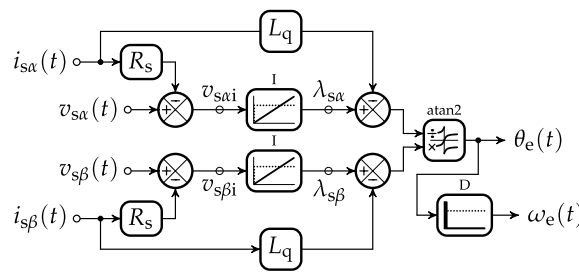 L_q
i_sα(t)
R_s
I
v_sαi
λ_sα
v_sα(t)
+
−
+
−
atan2
÷
×
θ_e(t)
I
v_sβ(t)
+
−
+
−
v_sβi
λ_sβ
D
i_sβ(t)
R_s
ω_e(t)
L_q